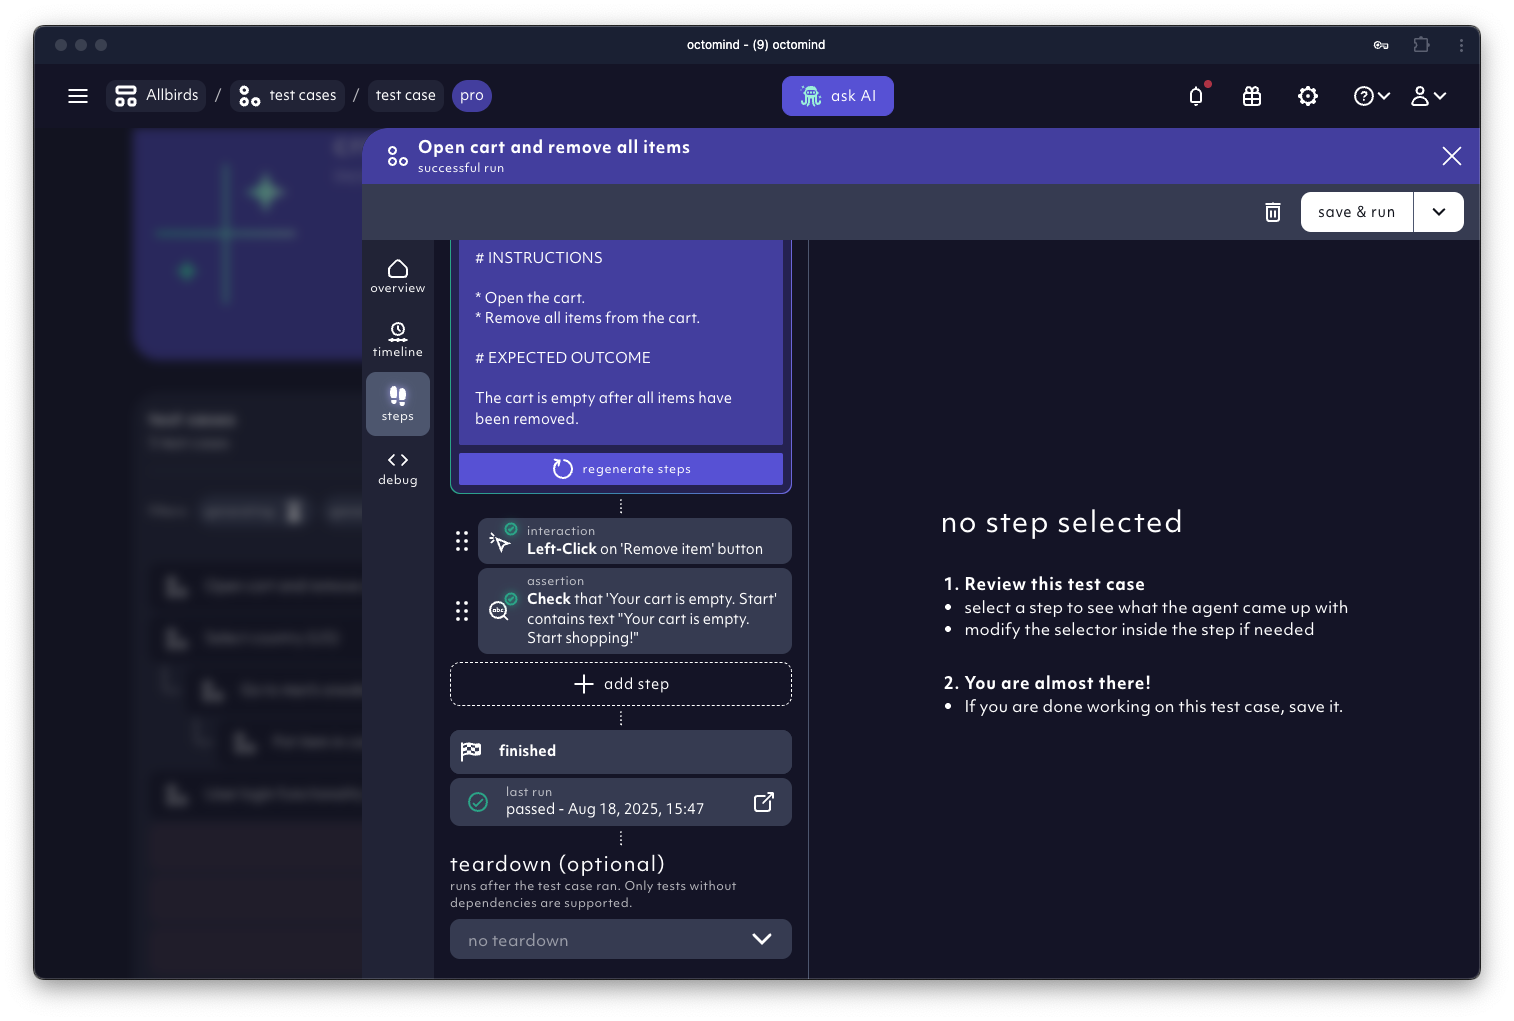 octomind - (9) octomind
Allbirds / test cases / test case pro
ask AI
Open cart and remove all items
successful run
save & run
overview
timeline
steps
debug
# INSTRUCTIONS
* Open the cart.
* Remove all items from the cart.
# EXPECTED OUTCOME
The cart is empty after all items have
been removed.
regenerate steps
interaction
Left-Click on 'Remove item' button
assertion
Check that 'Your cart is empty. Start'
contains text "Your cart is empty.
Start shopping!"
add step
finished
last run
passed - Aug 18, 2025, 15:47
teardown (optional)
runs after the test case ran. Only tests without
dependencies are supported.
no teardown
no step selected
1. Review this test case
• select a step to see what the agent came up with
• modify the selector inside the step if needed
2. You are almost there!
• If you are done working on this test case, save it.